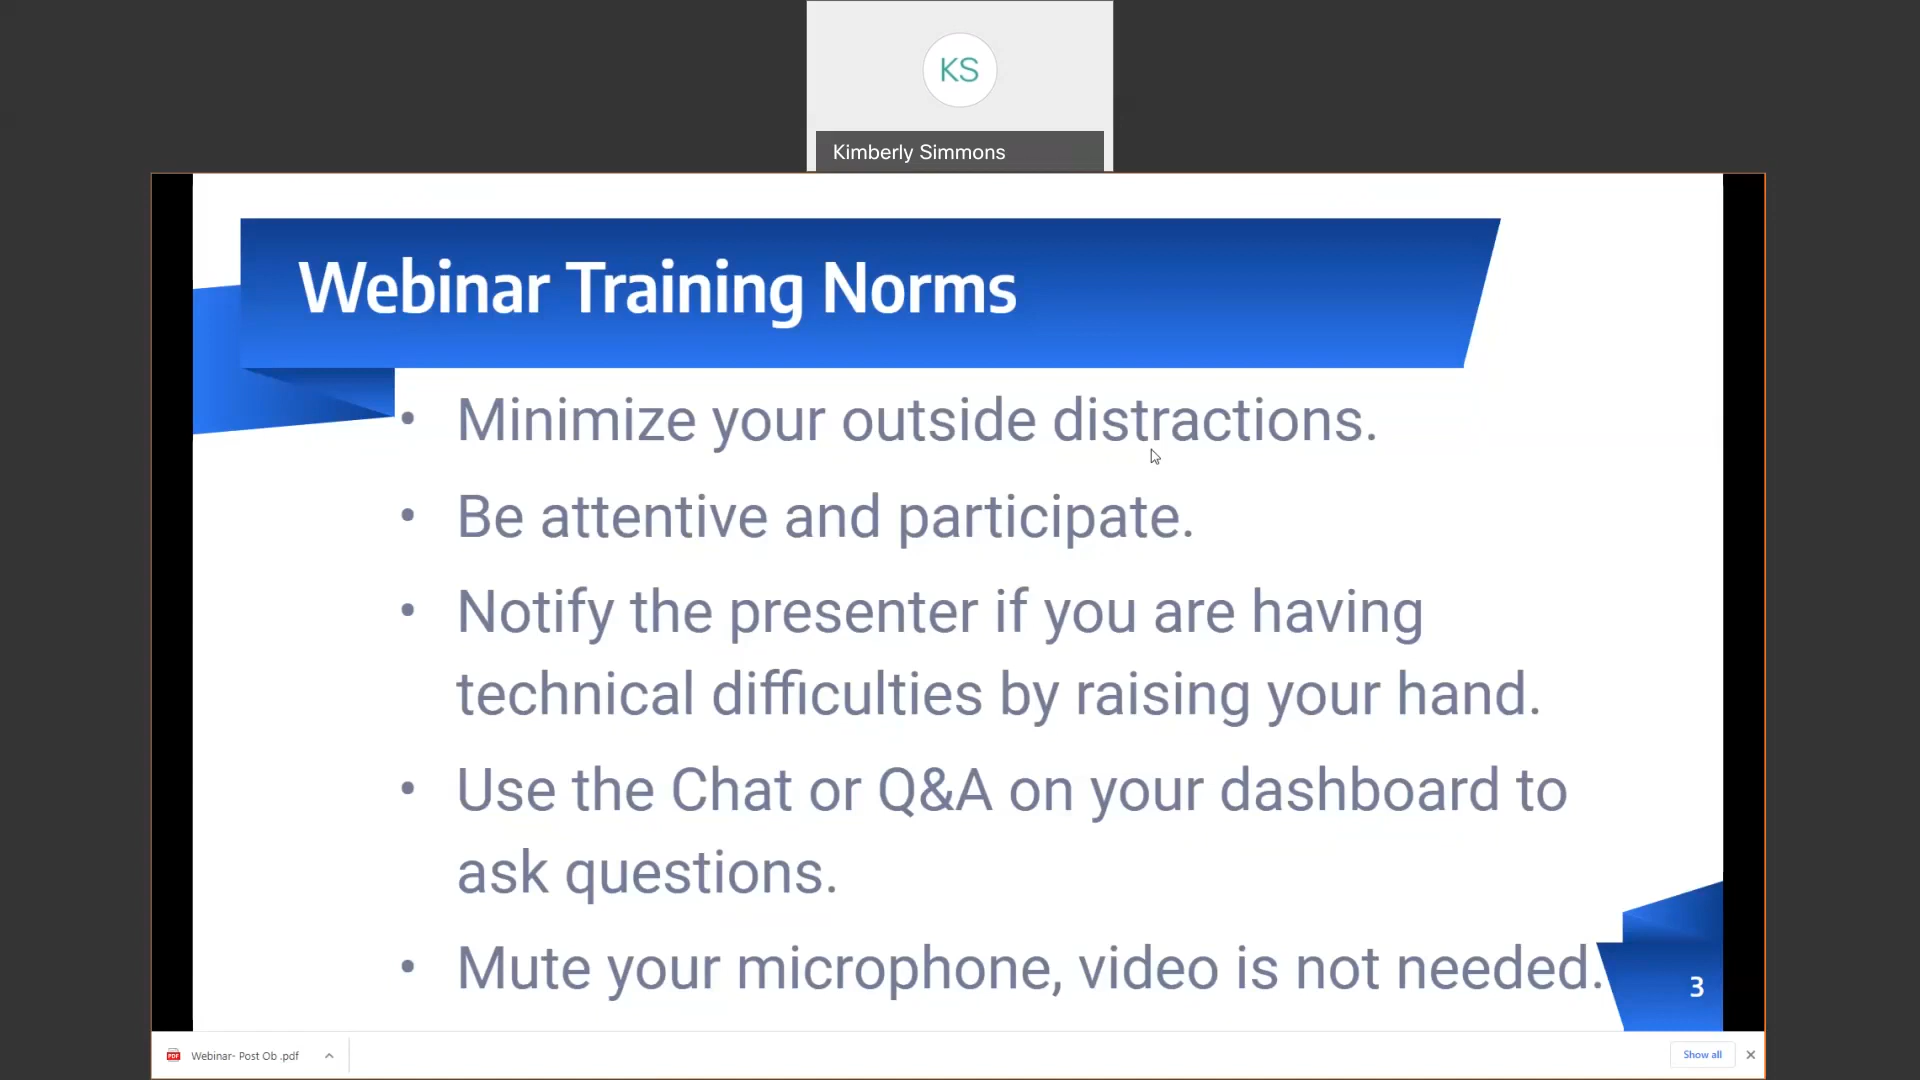 KS
Kimberly Simmons
Webinar Training Norms
• Minimize your outside distractions.
• Be attentive and participate.
• Notify the presenter if you are having
technical difficulties by raising your hand.
• Use the Chat or Q&A on your dashboard to
ask questions.
• Mute your microphone, video is not needed.
3
PDF
Webinar- Post Ob .pdf
Show all